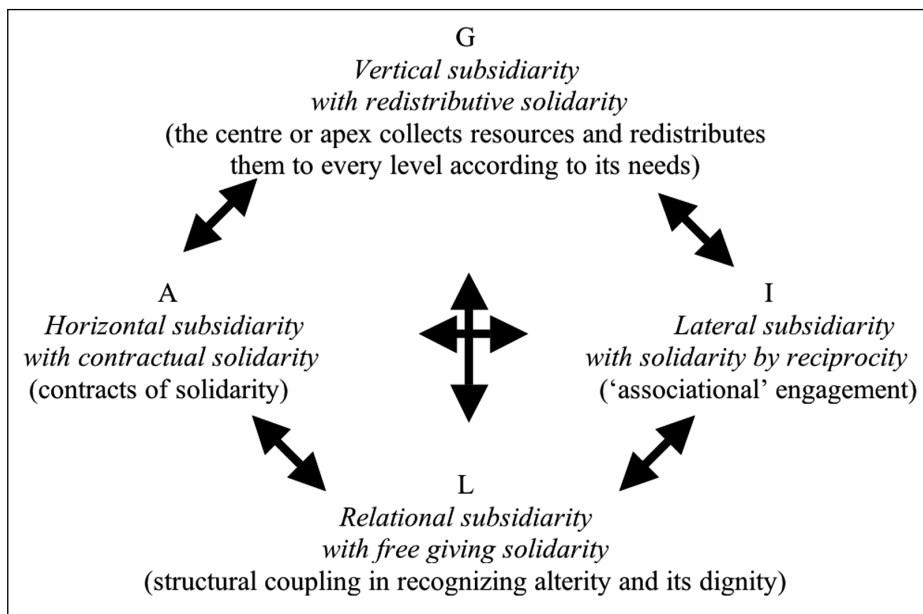 G
Vertical subsidiarity
with redistributive solidarity
(the centre or apex collects resources and redistributes
them to every level according to its needs)
A
Horizontal subsidiarity
with contractual solidarity
(contracts of solidarity)
I
Lateral subsidiarity
with solidarity by reciprocity
(‘associational’ engagement)
L
Relational subsidiarity
with free giving solidarity
(structural coupling in recognizing alterity and its dignity)